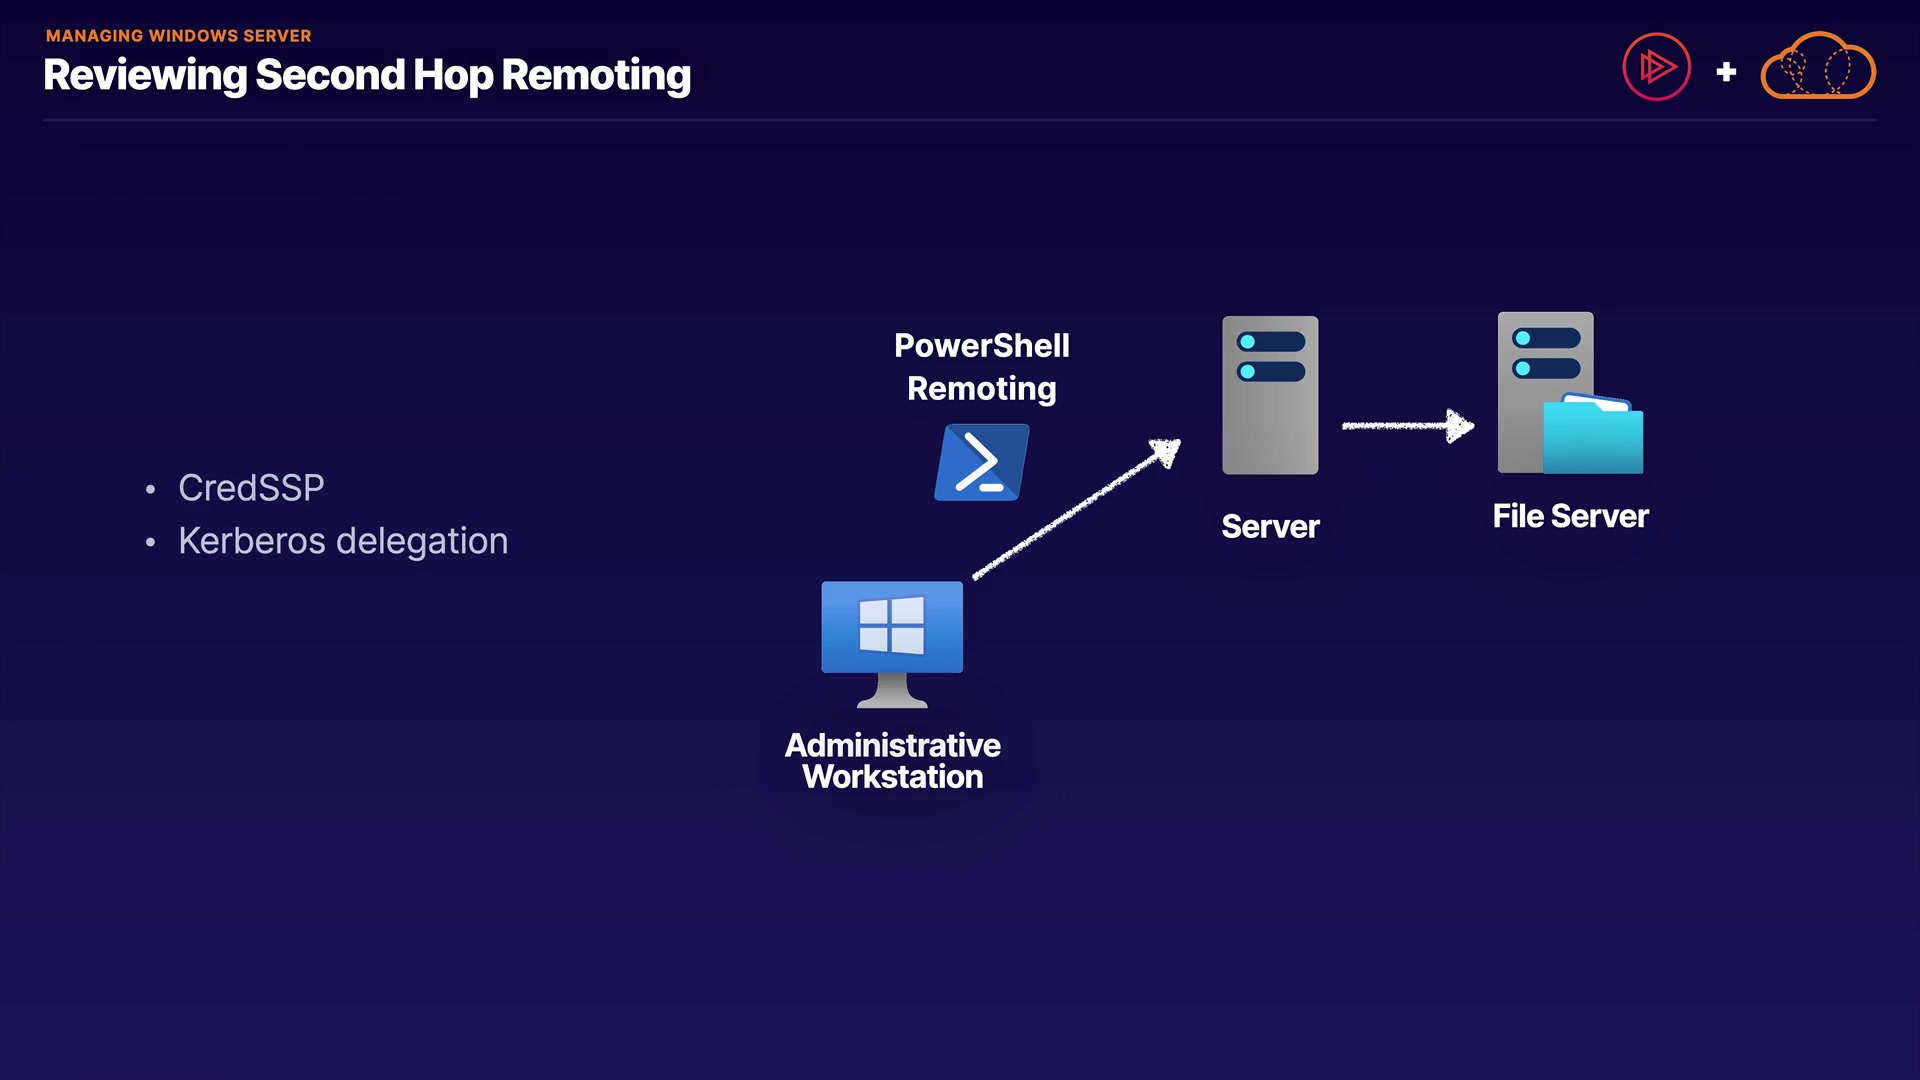 MANAGING WINDOWS SERVER
Reviewing Second Hop Remoting
• CredSSP
• Kerberos delegation
PowerShell
Remoting
Server
File Server
Administrative
Workstation